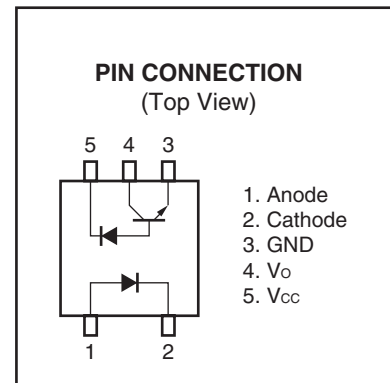 PIN CONNECTION
(Top View)
5 4 3
1. Anode
2. Cathode
3. GND
4. Vo
5. Vcc
1 2